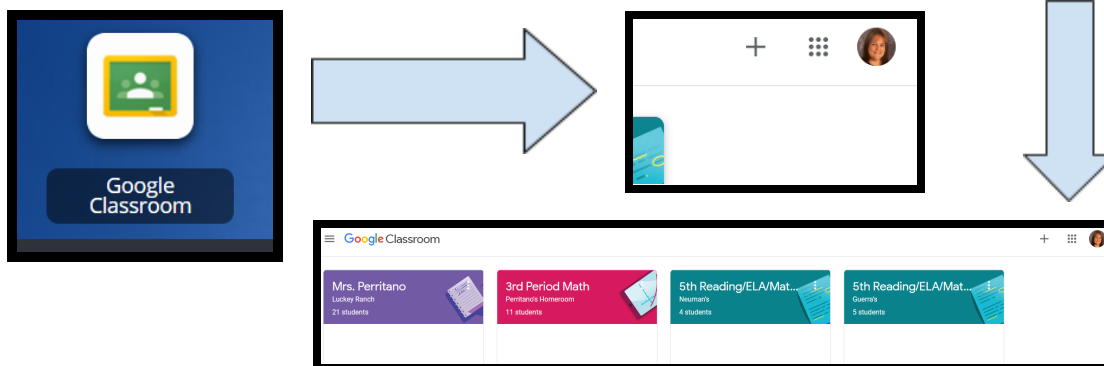 Google
Classroom
Google Classroom
Mrs. Perritano
Luckey Ranch
21 students
3rd Period Math
Perritano's Homeroom
11 students
5th Reading/ELA/Mat...
Neuman's
4 students
5th Reading/ELA/Mat...
Guerra's
5 students